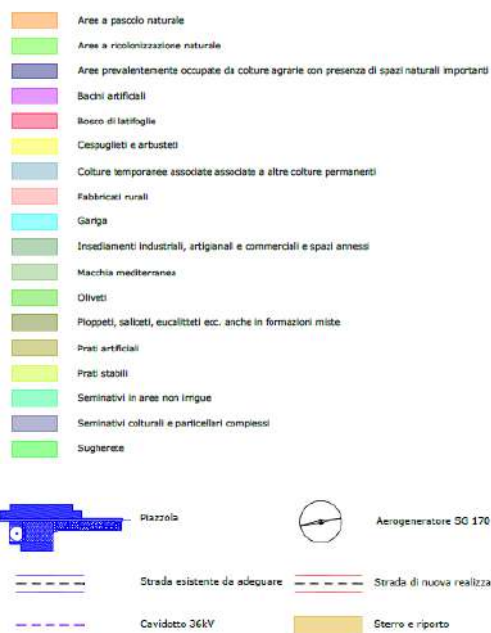 Aree a pascolo naturale
Aree a ricolonizzazione naturale
Aree prevalentemente occupate da colture agrarie con presenza di spazi naturali importanti
Bacini artificiali
Bosco di latifoglie
Cespuglieti e arbusteti
Colture temporanee associate associate a altre colture permanenti
Fabbricati rurali
Gariga
Insediamenti industriali, artigianali e commerciali e spazi annessi
Macchia mediterranea
Oliveti
Pioppeti, saliceti, eucalitteti ecc. anche in formazioni miste
Prati artificiali
Prati stabili
Seminativi in aree non irrigue
Seminativi colturali e particellari complessi
Sugherete
Piazzola
Aerogeneratore SG 170
Strada esistente da adeguare
Strada di nuova realizza
Cavidotto 36kV
Sterro e riporto